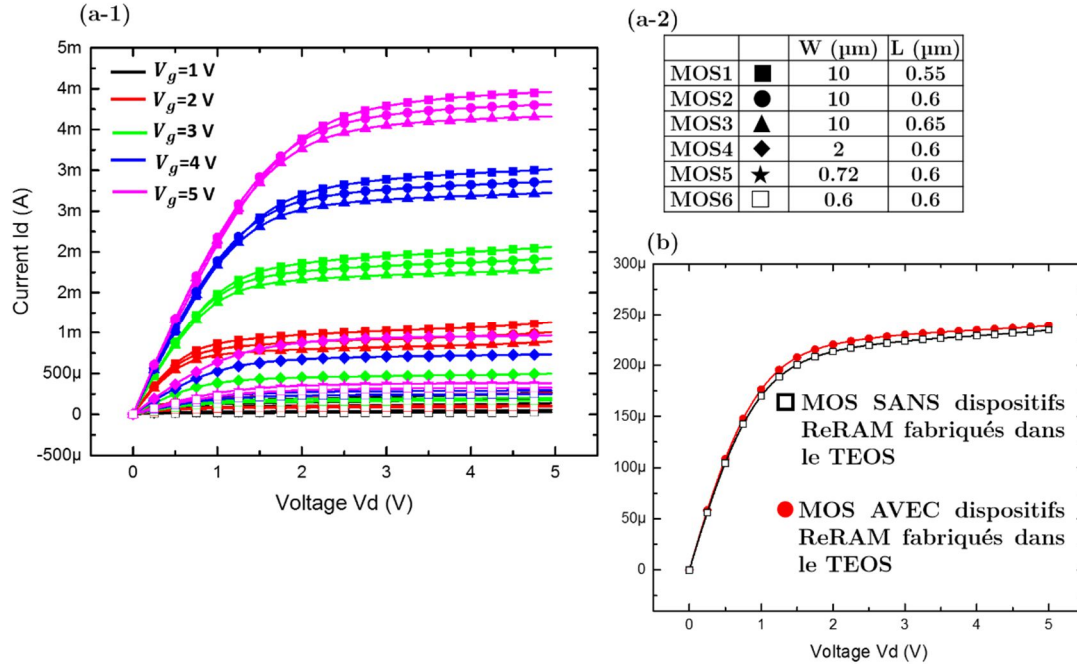 (a-1)
5m
4m
4m
3m
3m
2m
2m
1m
500µ
0
-500µ
Current Id (A)
Vg=1 V
Vg=2 V
Vg=3 V
Vg=4 V
Vg=5 V
0 1 2 3 4 5
Voltage Vd (V)
(a-2)
W (µm) L (µm)
MOS1 10 0.55
MOS2 10 0.6
MOS3 10 0.65
MOS4 2 0.6
MOS5 0.72 0.6
MOS6 0.6 0.6
(b)
300µ
250µ
200µ
150µ
100µ
50µ
0
MOS SANS dispositifs
ReRAM fabriqués dans
le TEOS
MOS AVEC dispositifs
ReRAM fabriqués dans
le TEOS
0 1 2 3 4 5
Voltage Vd (V)